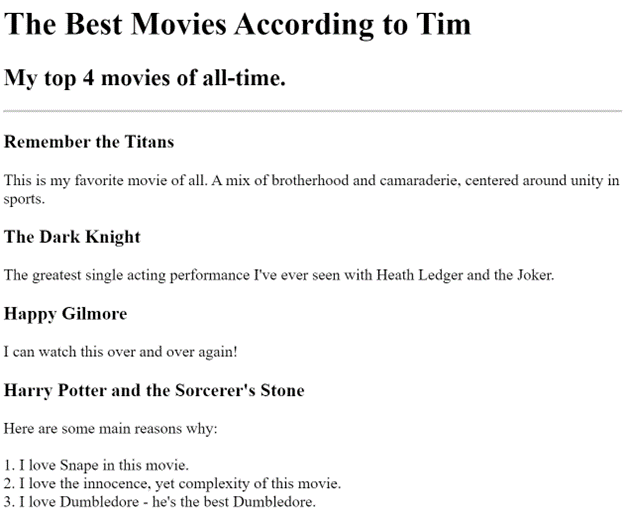 The Best Movies According to Tim
My top 4 movies of all-time.
Remember the Titans
This is my favorite movie of all. A mix of brotherhood and camaraderie, centered around unity in
sports.
The Dark Knight
The greatest single acting performance I've ever seen with Heath Ledger and the Joker.
Happy Gilmore
I can watch this over and over again!
Harry Potter and the Sorcerer's Stone
Here are some main reasons why:
1. I love Snape in this movie.
2. I love the innocence, yet complexity of this movie.
3. I love Dumbledore - he's the best Dumbledore.